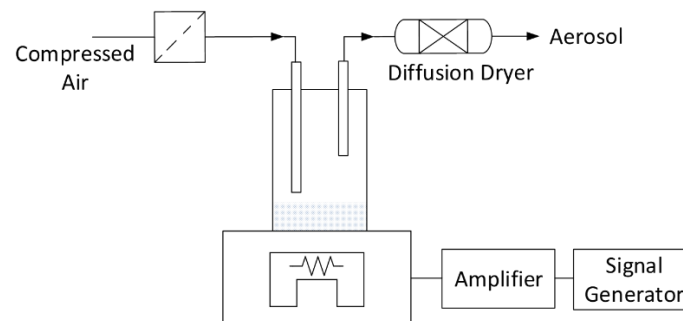 Compressed
Air
Diffusion Dryer
Aerosol
Amplifier
Signal
Generator